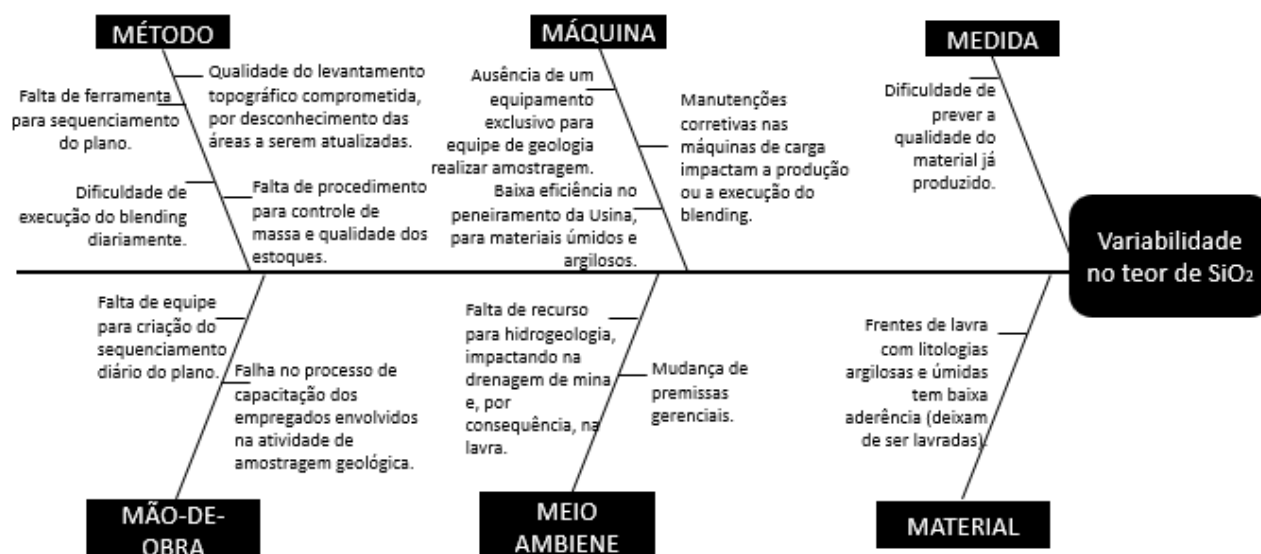 MÉTODO
Falta de ferramenta
para sequenciamento
do plano.
Qualidade do levantamento
topográfico comprometida,
por desconhecimento das
áreas a serem atualizadas.
Dificuldade de
execução do blending
diariamente.
Falta de procedimento
para controle de
massa e qualidade dos
estoques.
MÁQUINA
Ausência de um
equipamento
exclusivo para
equipe de geologia
realizar amostragem.
Baixa eficiência no
peneiramento da Usina,
para materiais úmidos e
argilosos.
Manutenções
corretivas nas
máquinas de carga
impactam a produção
ou a execução do
blending.
MEDIDA
Dificuldade de
prever a
qualidade do
material já
produzido.
Variabilidade
no teor de SiO₂
Falta de equipe
para criação do
sequenciamento
diário do plano.
Falha no processo de
capacitação dos
empregados envolvidos
na atividade de
amostragem geológica.
MÃO-DE-
OBRA
Falta de recurso
para hidrogeologia,
impactando na
drenagem de mina
e, por
consequência, na
lavra.
Mudança de
premissas
gerenciais.
MEIO
AMBIENE
Frentes de lavra
com litologias
argilosas e úmidas
tem baixa
aderência (deixam
de ser lavradas).
MATERIAL